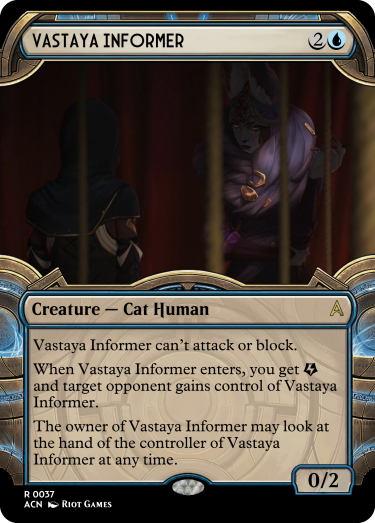 VASTAYA INFORMER 2
Creature — Cat Human
Vastaya Informer can't attack or block.
When Vastaya Informer enters, you get
and target opponent gains control of Vastaya
Informer.
The owner of Vastaya Informer may look at
the hand of the controller of Vastaya
Informer at any time.
0/2
R 0037
ACN RIOT GAMES